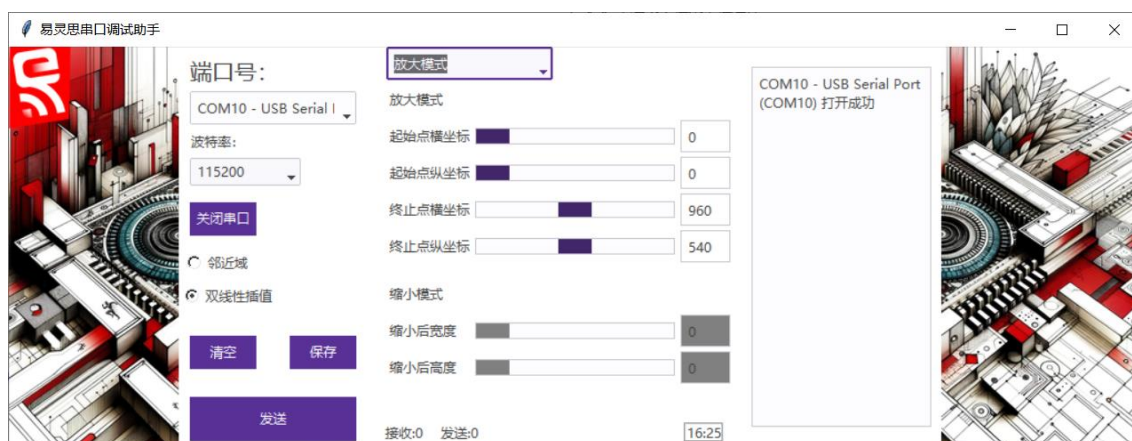 易灵思串口调试助手
端口号:
COM10 - USB Serial
波特率:
115200
关闭串口
邻近域
双线性插值
清空
保存
发送
放大模式
放大模式
起始点横坐标 0
起始点纵坐标 0
终止点横坐标 960
终止点纵坐标 540
缩小模式
缩小后宽度 0
缩小后高度 0
接收:0 发送:0 16:25
COM10 - USB Serial Port
(COM10) 打开成功